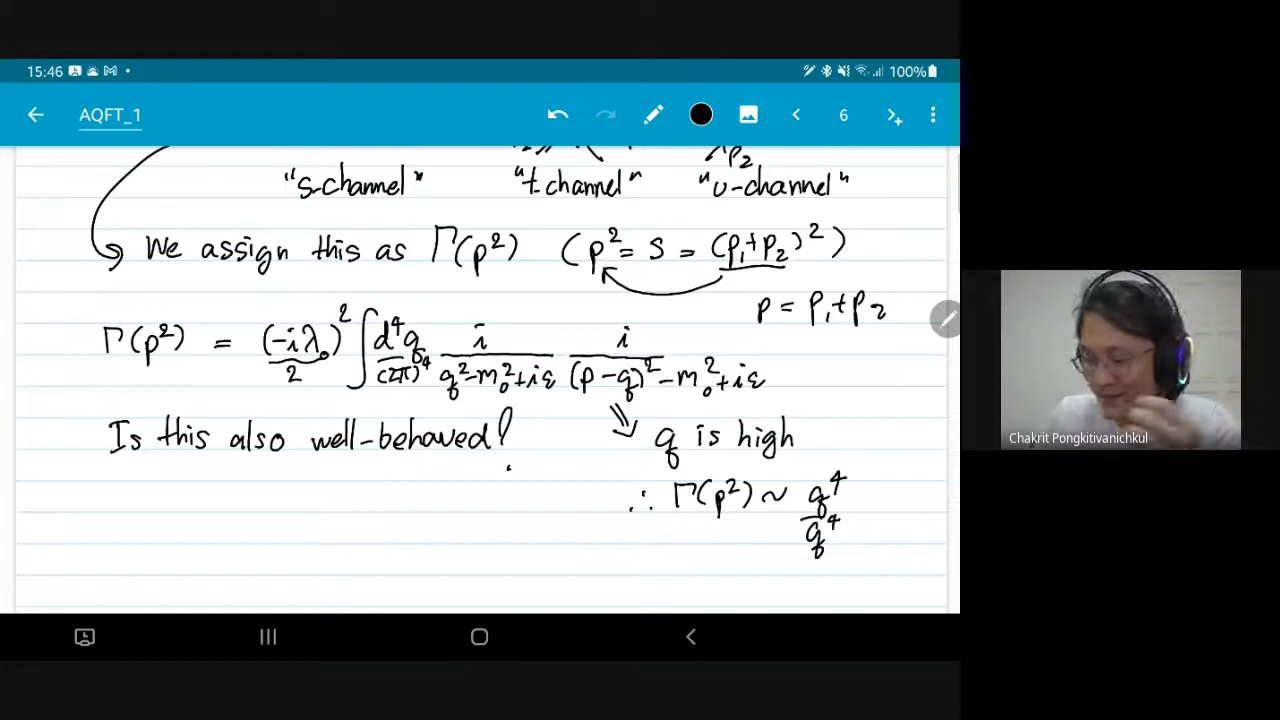 15:46 100%
AQFT_1 6
P2
"s-channel" "t-channel" "u-channel"
We assign this as Γ(p²) (p² = S = (p₁+p₂)²)
p = p₁+p₂
Γ(p²) = (-iλ₀)²/2 ∫ d⁴q/(2π)⁴ i/(q²-m₀²+iε) i/((p-q)²-m₀²+iε)
Is this also well-behaved? ⇒ q is high
∴ Γ(p²) ~ q⁴/q⁴
Chakrit Pongkitivanichkul